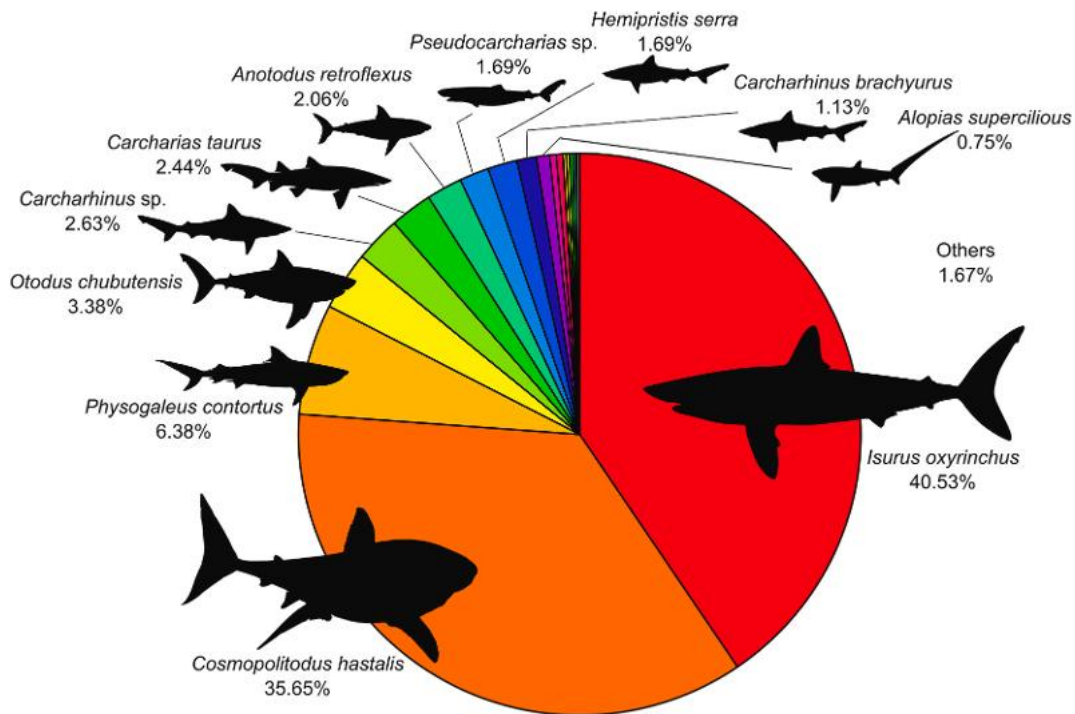 Hemipristis serra
1.69%
Pseudocarcharias sp.
1.69%
Anotodus retroflexus
2.06%
Carcharhinus brachyurus
1.13%
Alopias supercilious
0.75%
Carcharias taurus
2.44%
Carcharhinus sp.
2.63%
Others
1.67%
Otodus chubutensis
3.38%
Physogaleus contortus
6.38%
Isurus oxyrinchus
40.53%
Cosmopolitodus hastalis
35.65%